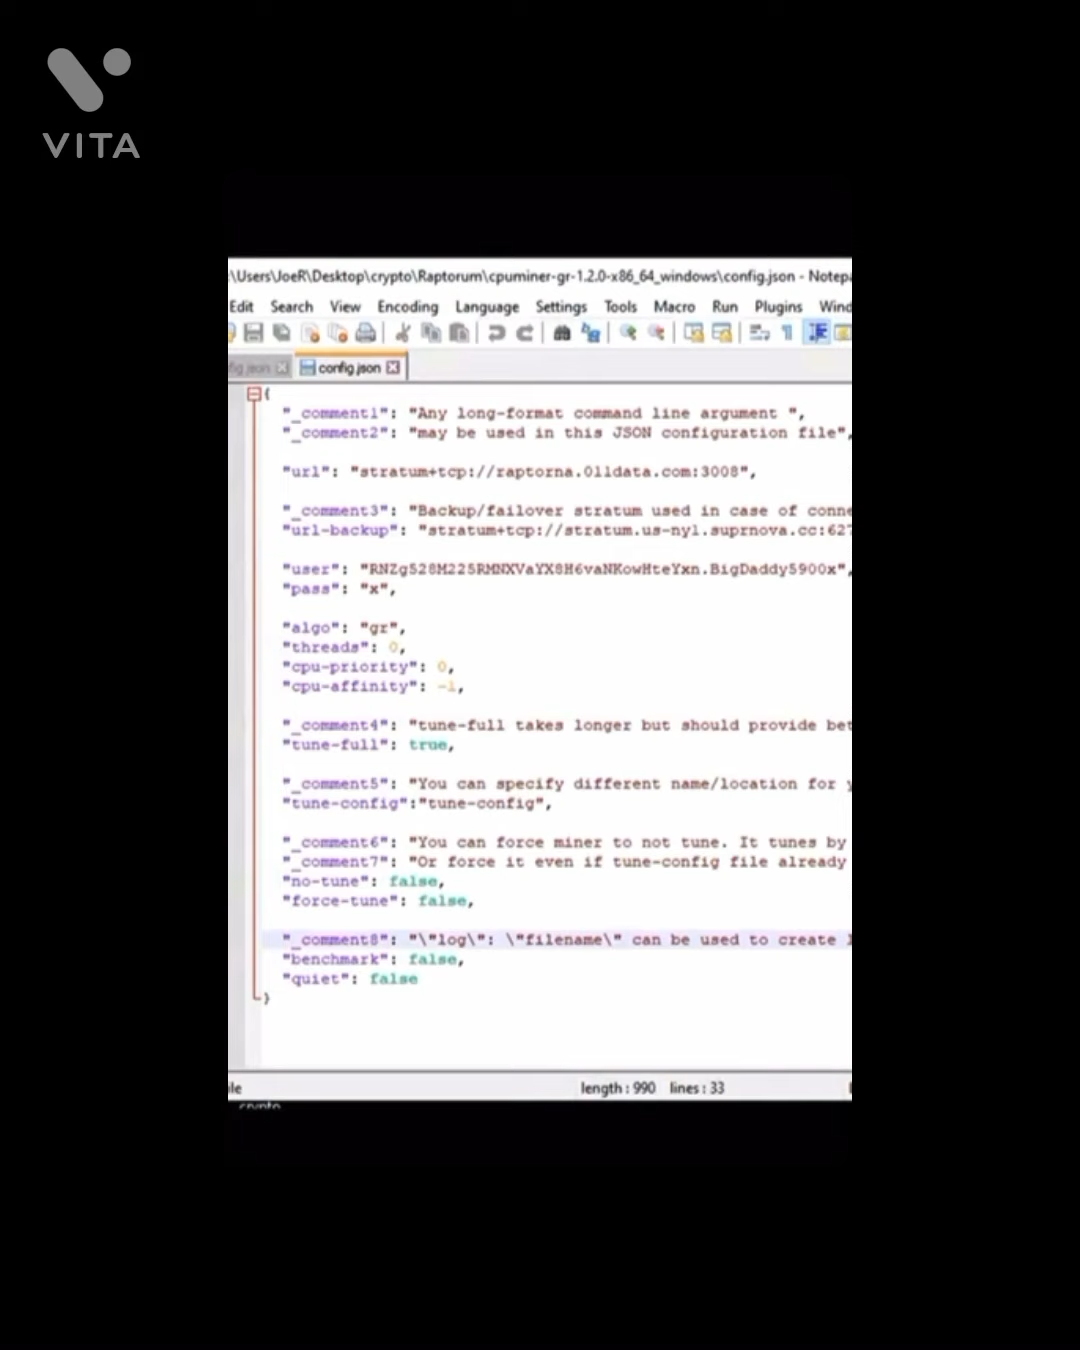 VITA
:\Users\JoeR\Desktop\crypto\Raptorum\cpuminer-gr-1.2.0-x86_64_windows\config.json - Notepa
Edit Search View Encoding Language Settings Tools Macro Run Plugins Wind
fig.json config.json
{
"_comment1": "Any long-format command line argument ",
"_comment2": "may be used in this JSON configuration file",
"url": "stratum+tcp://raptorna.01ldata.com:3008",
"_comment3": "Backup/failover stratum used in case of conne
"url-backup": "stratum+tcp://stratum.us-ny1.suprnova.cc:627
"user": "RNZg528M225RMNXVaYX8H6vaNKowHteYxn.BigDaddy5900x",
"pass": "x",
"algo": "gr",
"threads": 0,
"cpu-priority": 0,
"cpu-affinity": -1,
"_comment4": "tune-full takes longer but should provide bet
"tune-full": true,
"_comment5": "You can specify different name/location for y
"tune-config":"tune-config",
"_comment6": "You can force miner to not tune. It tunes by
"_comment7": "Or force it even if tune-config file already
"no-tune": false,
"force-tune": false,
"_comment8": "\"log\": \"filename\" can be used to create l
"benchmark": false,
"quiet": false
}
le length : 990 lines : 33
crypto